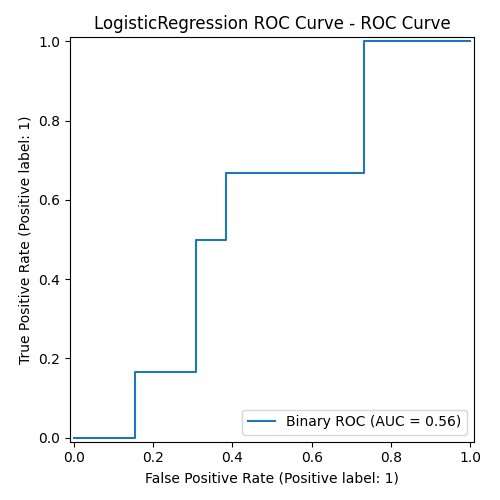 LogisticRegression ROC Curve - ROC Curve
True Positive Rate (Positive label: 1)
1.0
0.8
0.6
0.4
0.2
0.0
Binary ROC (AUC = 0.56)
0.0 0.2 0.4 0.6 0.8 1.0
False Positive Rate (Positive label: 1)